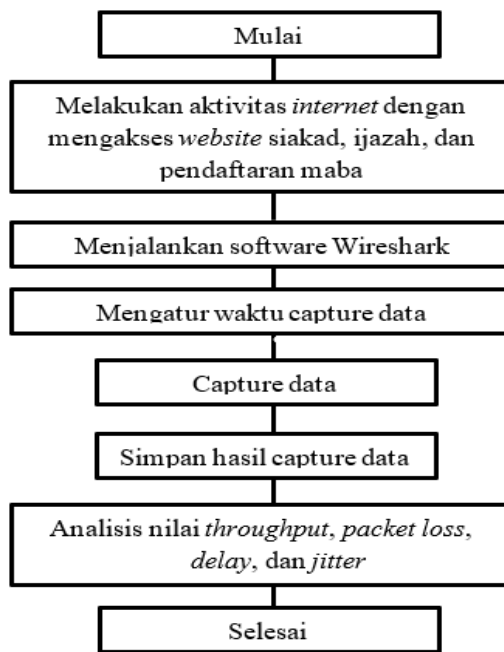 Mulai
Melakukan aktivitas internet dengan
mengakses website siakad, ijazah, dan
pendaftaran maba
Menjalankan software Wireshark
Mengatur waktu capture data
Capture data
Simpan hasil capture data
Analisis nilai throughput, packet loss,
delay, dan jitter
Selesai